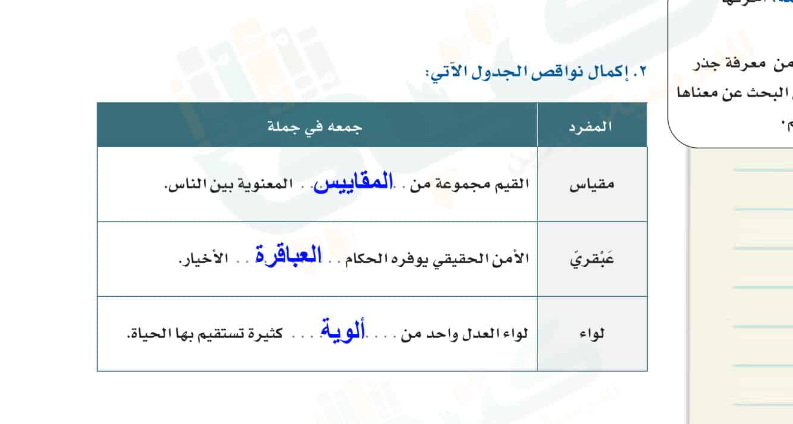 من معرفة جذر
البحث عن معناها
٢. إكمال نواقص الجدول الآتي:
المفرد جمعه في جملة
مقياس القيم مجموعة من . . المقاييس . . المعنوية بين الناس.
عَبْقريّ الأمن الحقيقي يوفره الحكام . . العباقرة . . الأخيار.
لواء لواء العدل واحد من . . . . ألوية . . . . كثيرة تستقيم بها الحياة.